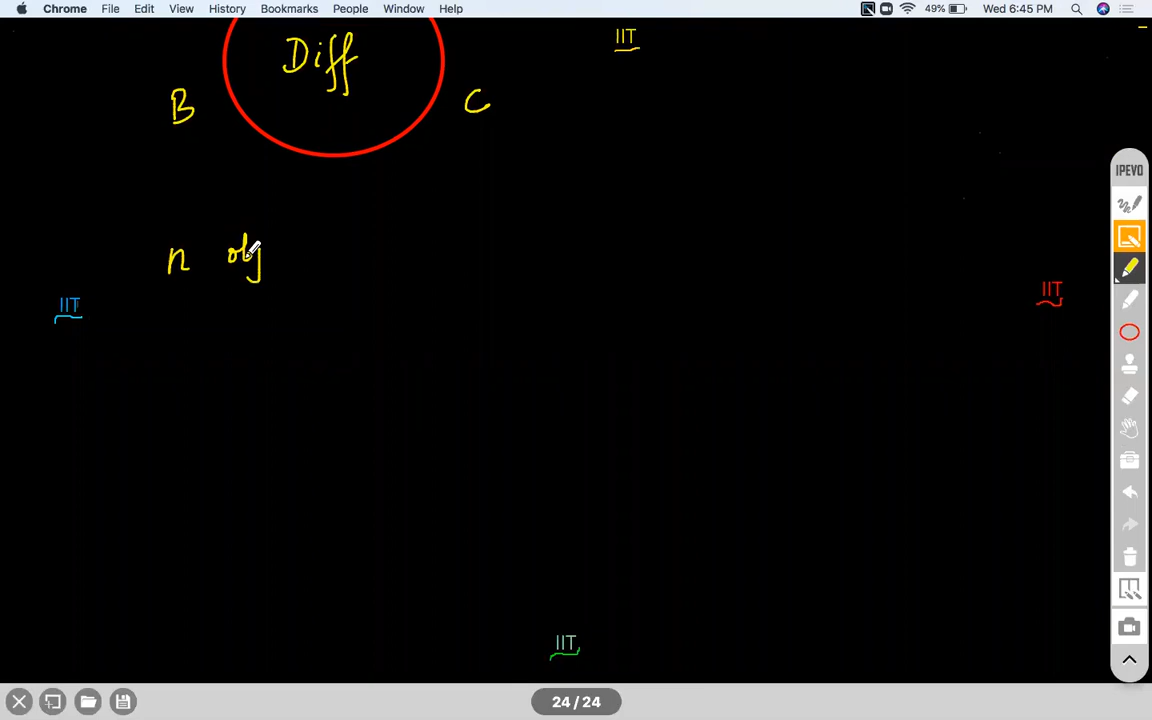 Chrome File Edit View History Bookmarks People Window Help 49% Wed 6:45 PM
IIT
Diff
B C
IPEVO
n obj
IIT
IIT
IIT
24 / 24